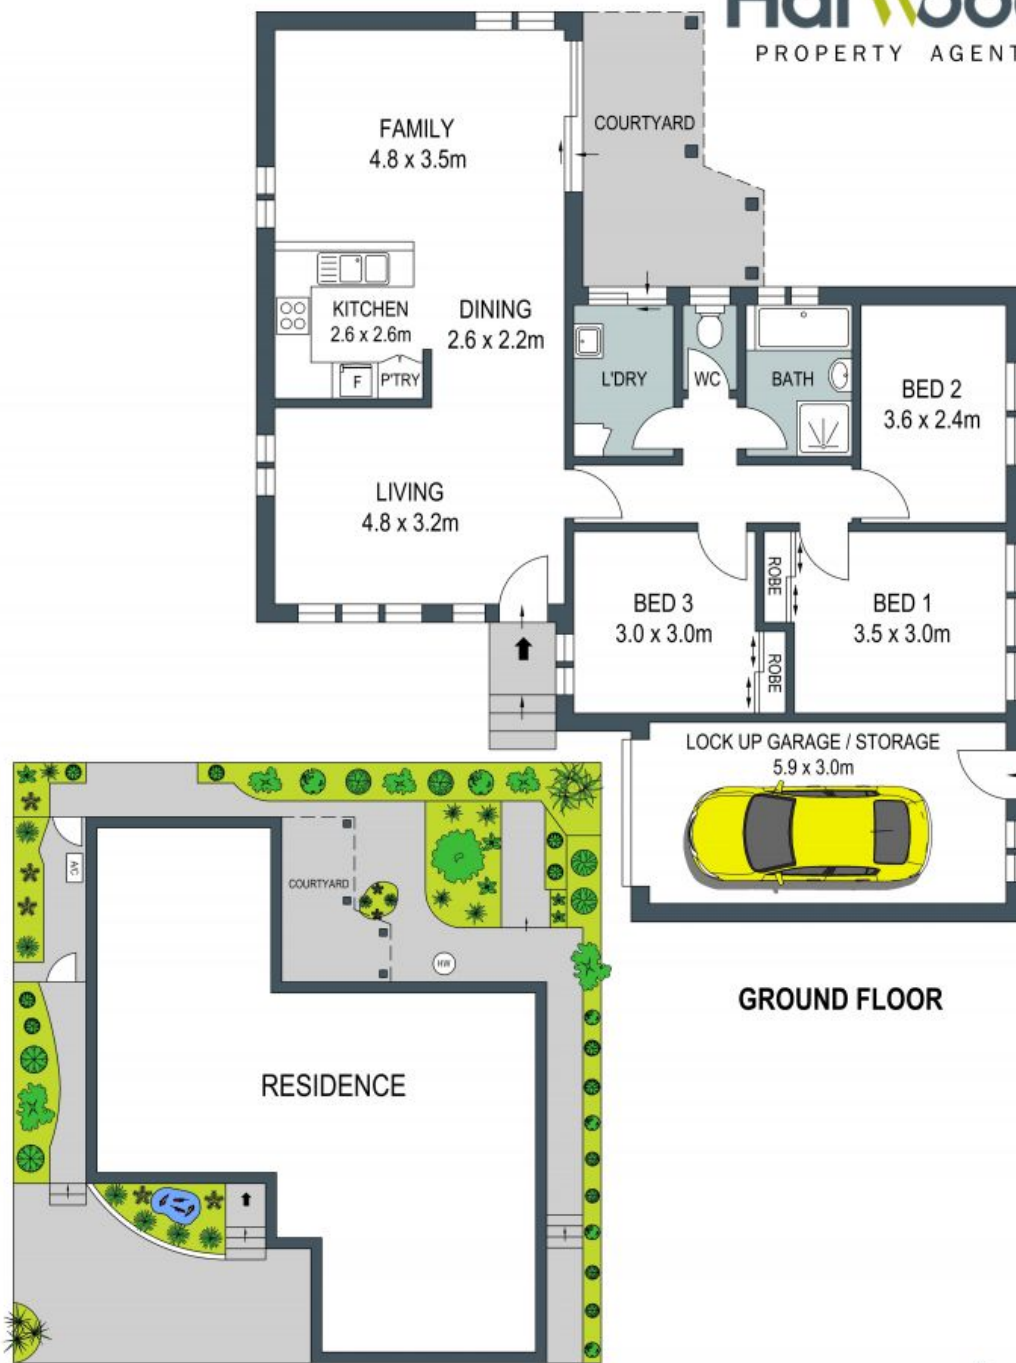 PROPERTY AGENT
FAMILY
4.8 x 3.5m
COURTYARD
KITCHEN
2.6 x 2.6m
DINING
2.6 x 2.2m
F
P'TRY
L'DRY
WC
BATH
BED 2
3.6 x 2.4m
LIVING
4.8 x 3.2m
BED 3
3.0 x 3.0m
ROBE
ROBE
BED 1
3.5 x 3.0m
LOCK UP GARAGE / STORAGE
5.9 x 3.0m
A/C
COURTYARD
HW
GROUND FLOOR
RESIDENCE